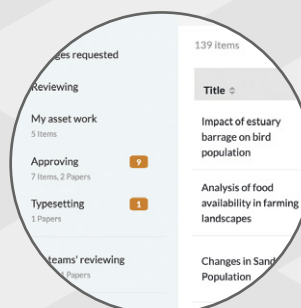 ges requested
Reviewing
My asset work
5 Items
Approving
9
7 Items, 2 Papers
Typesetting
1
1 Papers
teams' reviewing
Papers
139 items
Title
Impact of estuary
barrage on bird
population
Analysis of food
availability in farming
landscapes
Changes in Sand
Population